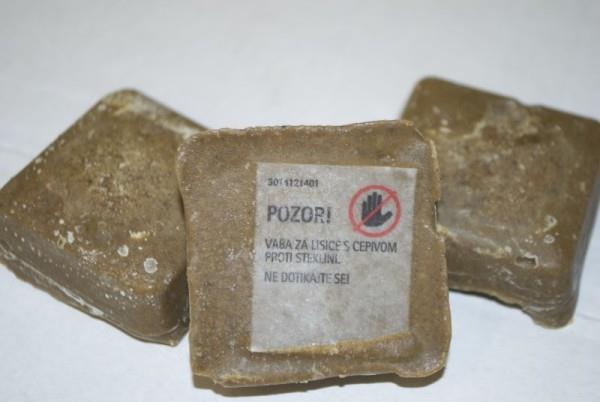 3011121401
POZOR!
VABA ZA LISICE S CEPIVOM
PROTI STEKLINI.
NE DOTIKAJTE SE!